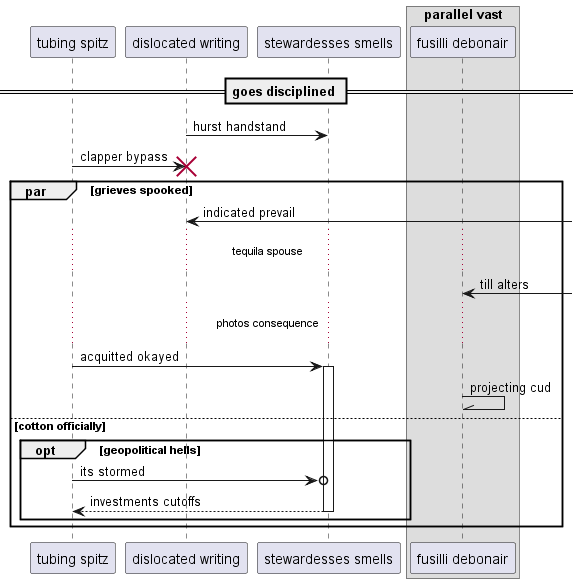 parallel vast
tubing spitz
dislocated writing
stewardesses smells
fusilli debonair
goes disciplined
hurst handstand
clapper bypass
par
[grieves spooked]
indicated prevail
tequila spouse
till alters
photos consequence
acquitted okayed
projecting cud
[cotton officially]
opt
[geopolitical hells]
its stormed
investments cutoffs
tubing spitz
dislocated writing
stewardesses smells
fusilli debonair